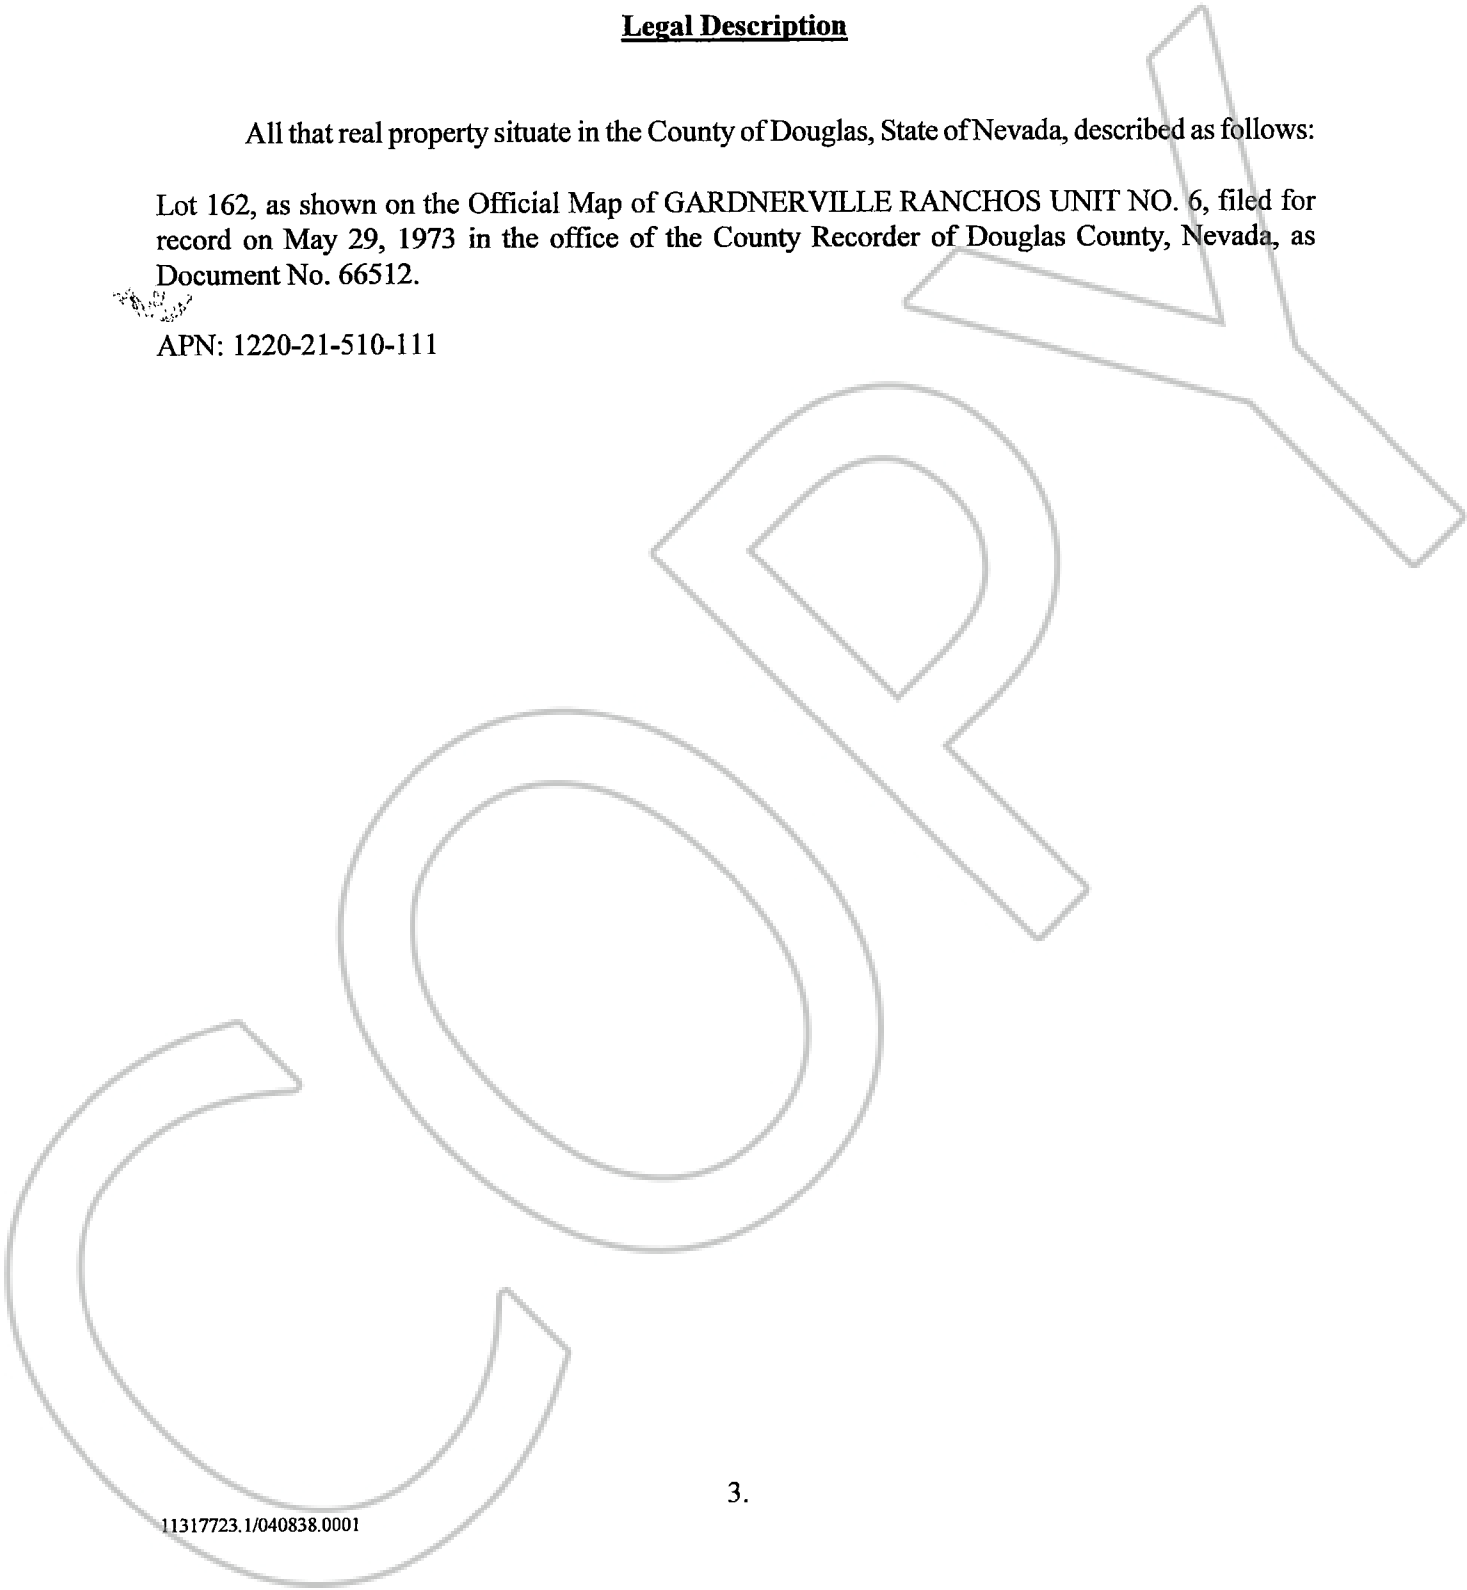 Legal Description
All that real property situate in the County of Douglas, State of Nevada, described as follows:
Lot 162, as shown on the Official Map of GARDNERVILLE RANCHOS UNIT NO. 6, filed for
record on May 29, 1973 in the office of the County Recorder of Douglas County, Nevada, as
Document No. 66512.
APN: 1220-21-510-111
COPY
3.
11317723.1/040838.0001